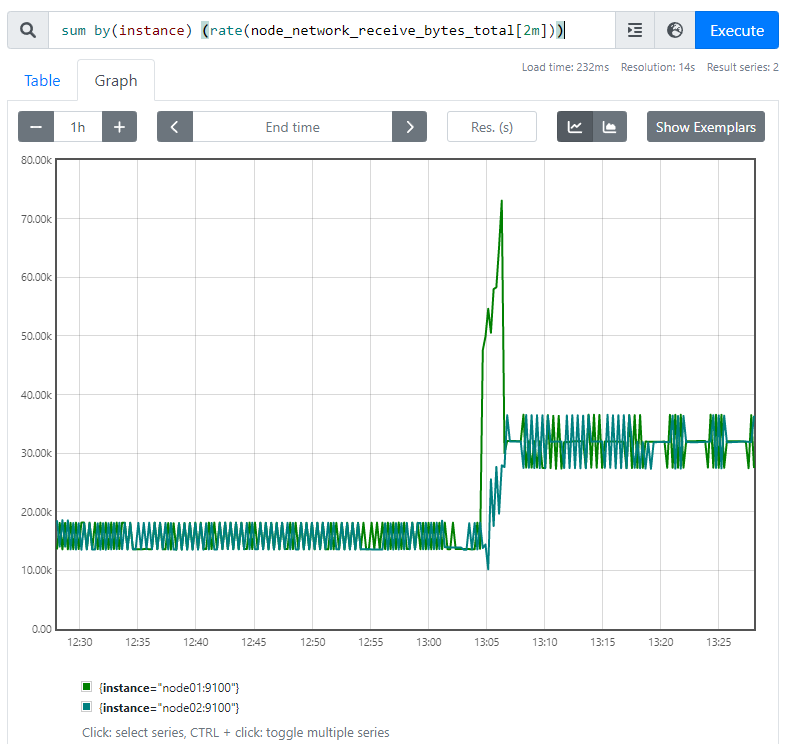 sum by(instance) (rate(node_network_receive_bytes_total[2m])) Execute
Load time: 232ms Resolution: 14s Result series: 2
Table Graph
1h End time Res. (s) Show Exemplars
80.00k
70.00k
60.00k
50.00k
40.00k
30.00k
20.00k
10.00k
0.00
12:30 12:35 12:40 12:45 12:50 12:55 13:00 13:05 13:10 13:15 13:20 13:25
{instance="node01:9100"}
{instance="node02:9100"}
Click: select series, CTRL + click: toggle multiple series